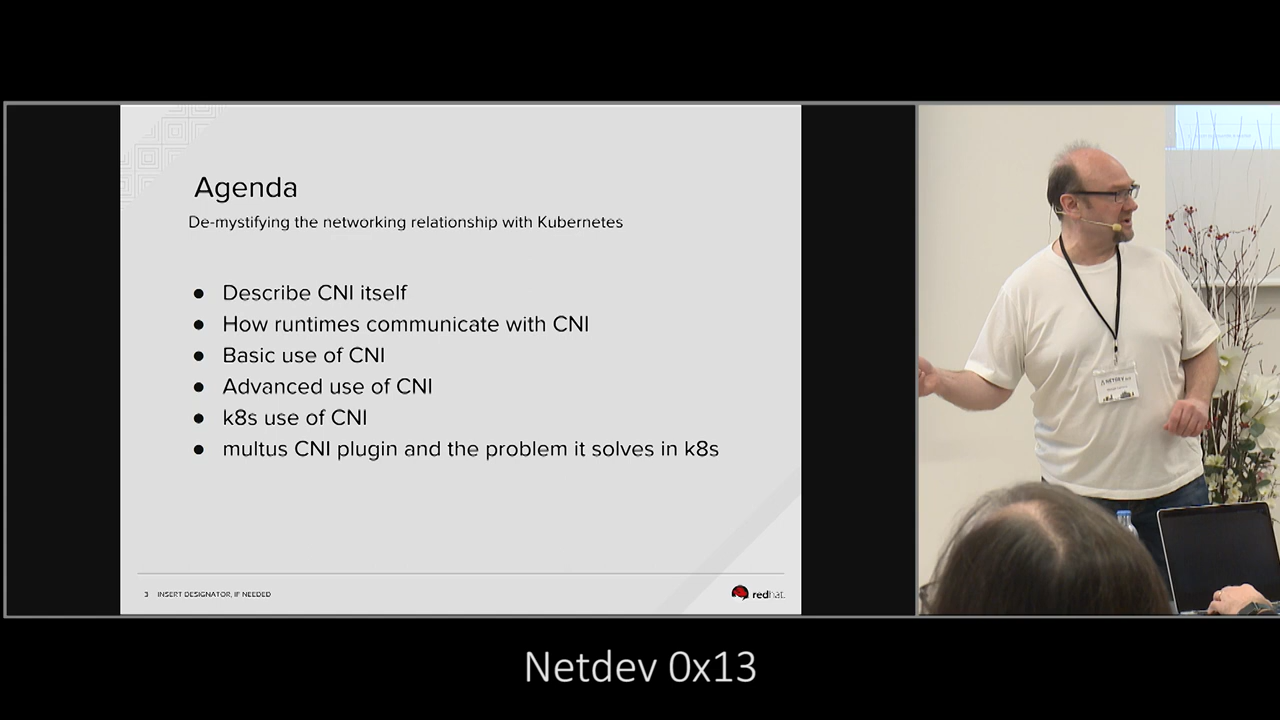 Agenda
De-mystifying the networking relationship with Kubernetes
● Describe CNI itself
● How runtimes communicate with CNI
● Basic use of CNI
● Advanced use of CNI
● k8s use of CNI
● multus CNI plugin and the problem it solves in k8s
3 INSERT DESIGNATOR, IF NEEDED
redhat.
NETDEV
Netdev 0x13